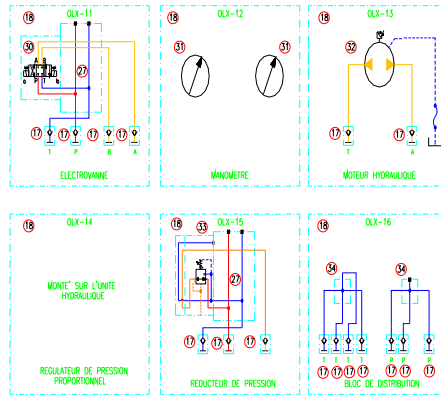 18 OLX-11
30
27
a b
17 17 17 17
T P B A
ELECTROVANNE
18 OLX-12
31 31
MANOMETRE
18 OLX-13
32
17 17
T A
MOTEUR HYDRAULIQUE
18 OLX-14
MONTE' SUR L'UNITE
HYDRAULIQUE
REGULATEUR DE PRESSION
PROPORTIONNEL
18 33 OLX-15
27
17 17 17
REDUCTEUR DE PRESSION
18 OLX-16
34 34
T T T T P P P
17 17 17 17 17 17 17
BLOC DE DISTRIBUTION